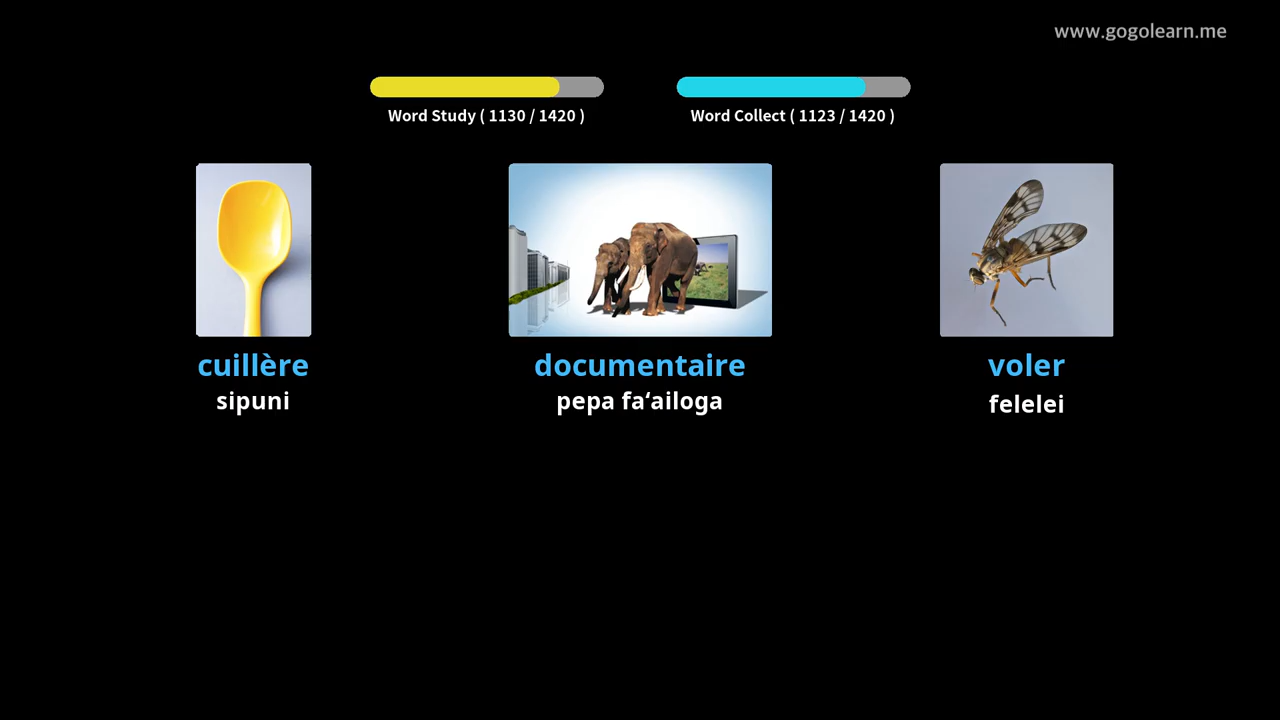 www.gogolearn.me
Word Study ( 1130 / 1420 )
Word Collect ( 1123 / 1420 )
cuillère
sipuni
documentaire
pepa fa‘ailoga
voler
felelei